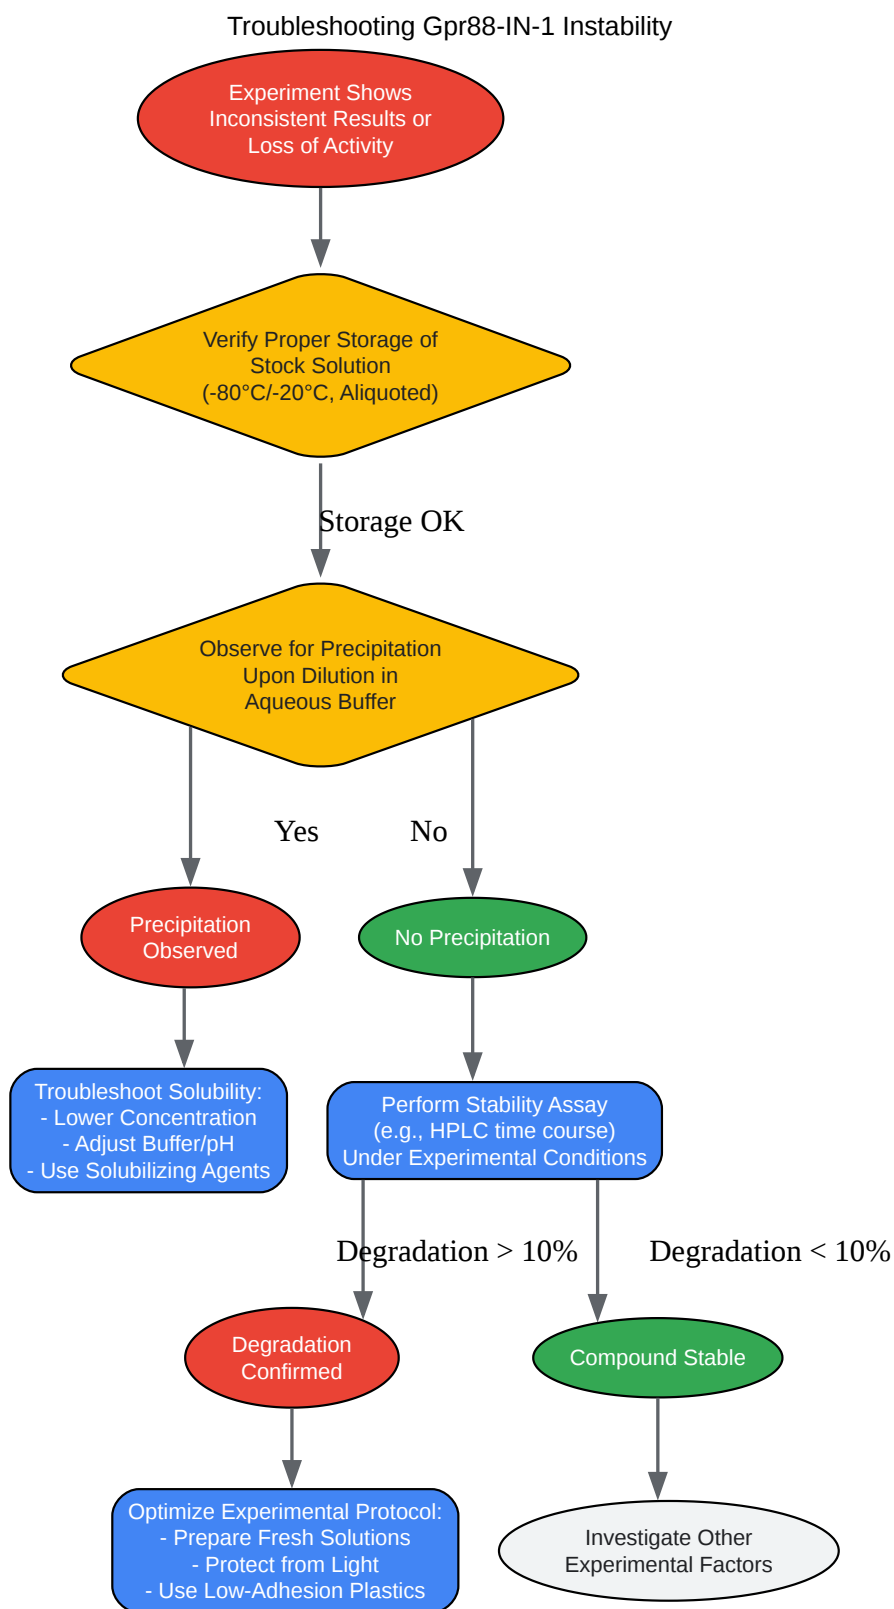 Troubleshooting Gpr88-IN-1 Instability
Experiment Shows
Inconsistent Results or
Loss of Activity
Verify Proper Storage of
Stock Solution
(-80°C/-20°C, Aliquoted)
Storage OK
Observe for Precipitation
Upon Dilution in
Aqueous Buffer
Yes
No
Precipitation
Observed
No Precipitation
Troubleshoot Solubility:
- Lower Concentration
- Adjust Buffer/pH
- Use Solubilizing Agents
Perform Stability Assay
(e.g., HPLC time course)
Under Experimental Conditions
Degradation > 10%
Degradation < 10%
Degradation
Confirmed
Compound Stable
Optimize Experimental Protocol:
- Prepare Fresh Solutions
- Protect from Light
- Use Low-Adhesion Plastics
Investigate Other
Experimental Factors